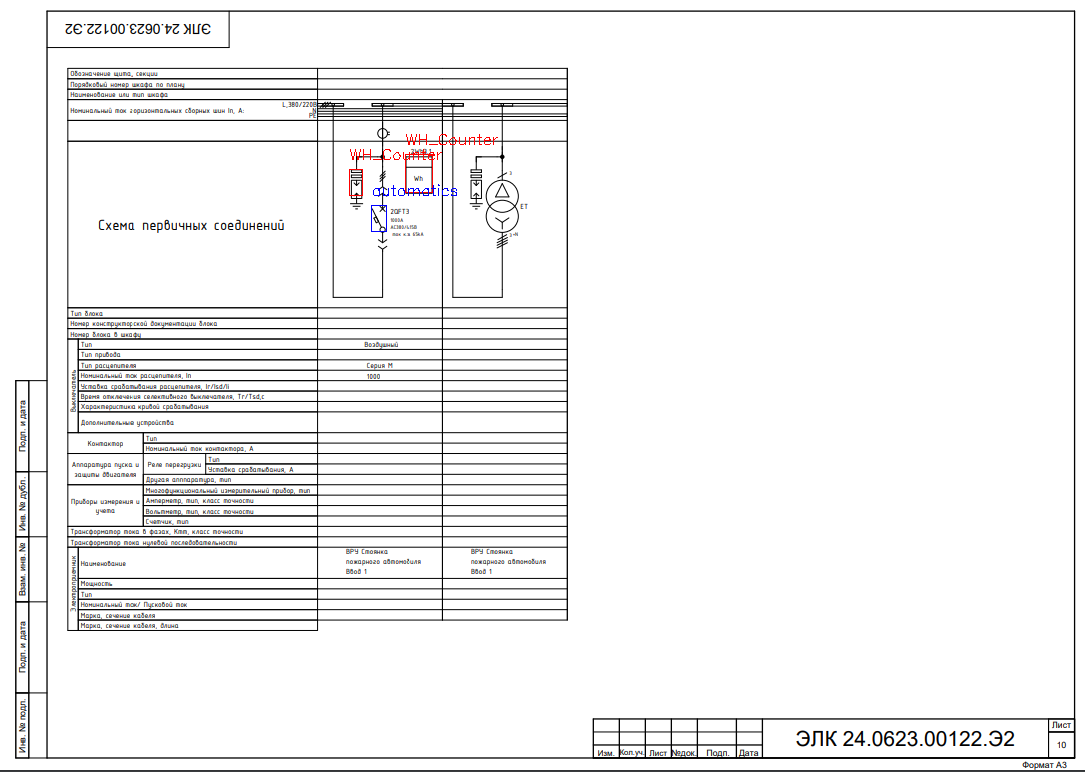 ЭЛК 24.0623.00122.Э2
Обозначение щита, секции
Порядковый номер шкафа по плану
Наименование или тип шкафа
Номинальный ток горизонтальных сборных шин In, А:
L,380/220В
N
PE
WH_Counter
WH_Counter
Wh
automatics
2QFT3
1000А
AC380/415В
ток к.з 65кА
3
ET
3+N
Схема первичных соединений
Тип блока
Номер конструкторской документации блока
Номер блока в шкафу
Выключатель
Тип
Воздушный
Тип привода
Тип расцепителя
Серия М
Номинальный ток расцепителя, In
1000
Уставка срабатывания расцепителя, Ir/Isd/Ii
Время отключения селективного выключателя, Tr/Tsd,с
Характеристика кривой срабатывания
Дополнительные устройства
Контактор
Тип
Номинальный ток контактора, А
Аппаратура пуска и
защиты двигателя
Реле перегрузки
Тип
Уставка срабатывания, А
Другая апппаратура, тип
Приборы измерения и
учета
Многофункциональный измерительный прибор, тип
Амперметр, тип, класс точности
Вольтметр, тип, класс точности
Счетчик, тип
Трансформатор тока в фазах, Kтт, класс точности
Трансформатор тока нулевой последовательности
Электроприемник
Наименование
ВРУ Стоянка
пожарного автомобиля
Ввод 1
ВРУ Стоянка
пожарного автомобиля
Ввод 1
Мощность
Тип
Номинальный ток/ Пусковой ток
Марка, сечение кабеля
Марка, сечение кабеля, длина
Подп. и дата
Инв. № дубл.
Взам. инв. №
Подп. и дата
Инв. № подл.
Изм.
Кол.уч.
Лист
№док.
Подп.
Дата
ЭЛК 24.0623.00122.Э2
Лист
10
Формат А3